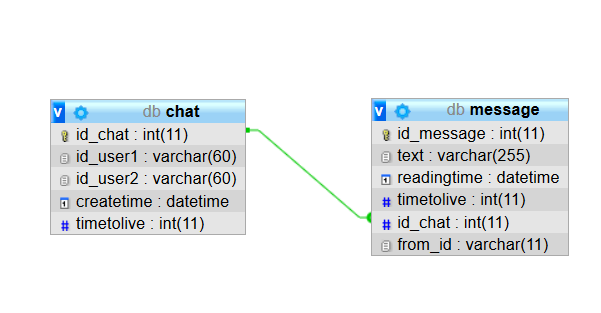 v db chat
id_chat : int(11)
id_user1 : varchar(60)
id_user2 : varchar(60)
createtime : datetime
# timetolive : int(11)
v db message
id_message : int(11)
text : varchar(255)
readingtime : datetime
# timetolive : int(11)
# id_chat : int(11)
from_id : varchar(11)